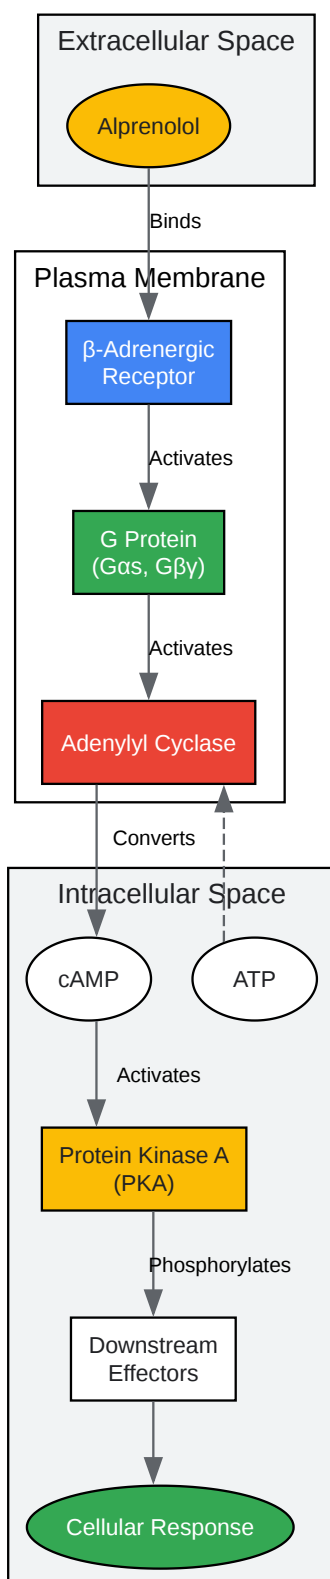 Extracellular Space
Alprenolol
Binds
Plasma Membrane
β-Adrenergic
Receptor
Activates
G Protein
(Gαs, Gβγ)
Activates
Adenylyl Cyclase
Converts
Intracellular Space
cAMP
ATP
Activates
Protein Kinase A
(PKA)
Phosphorylates
Downstream
Effectors
Cellular Response